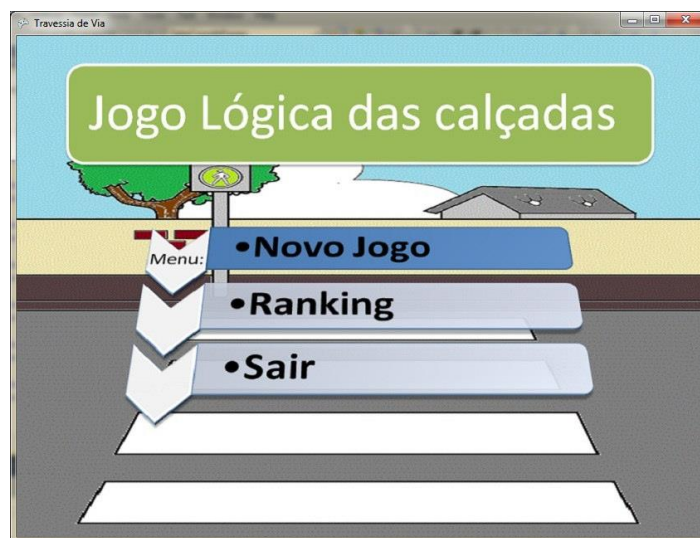 Travessia de Via
Jogo Lógica das calçadas
Menu:
•Novo Jogo
•Ranking
•Sair